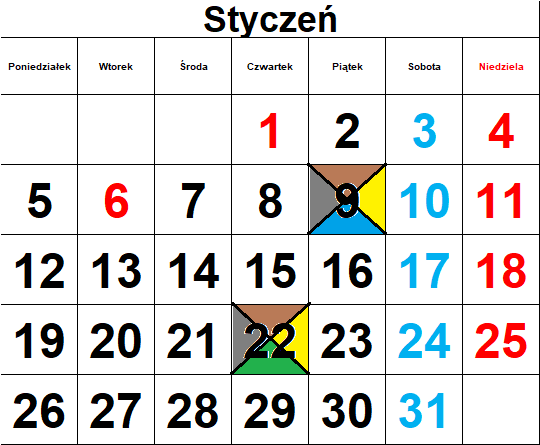 Styczeń
Poniedziałek Wtorek Środa Czwartek Piątek Sobota Niedziela
1 2 3 4
5 6 7 8 9 10 11
12 13 14 15 16 17 18
19 20 21 22 23 24 25
26 27 28 29 30 31